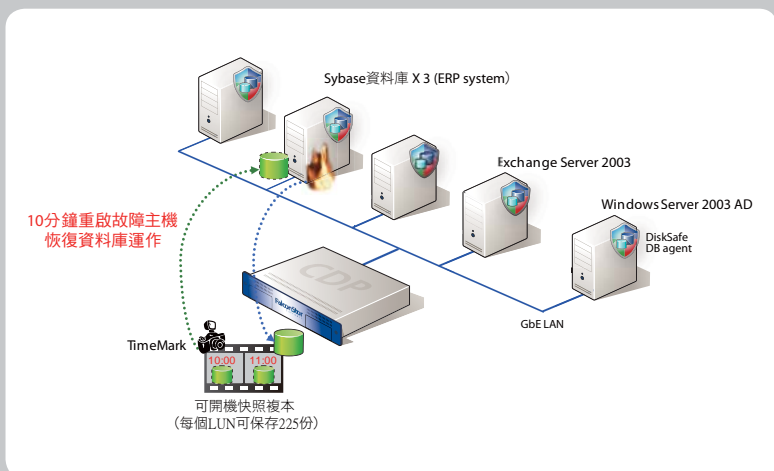 Sybase資料庫 X 3 (ERP system)
Exchange Server 2003
Windows Server 2003 AD
DiskSafe
DB agent
10分鐘重啟故障主機
恢復資料庫運作
CDP
FalconStor
GbE LAN
TimeMark
10:00 11:00
可開機快照複本
(每個LUN可保存225份)